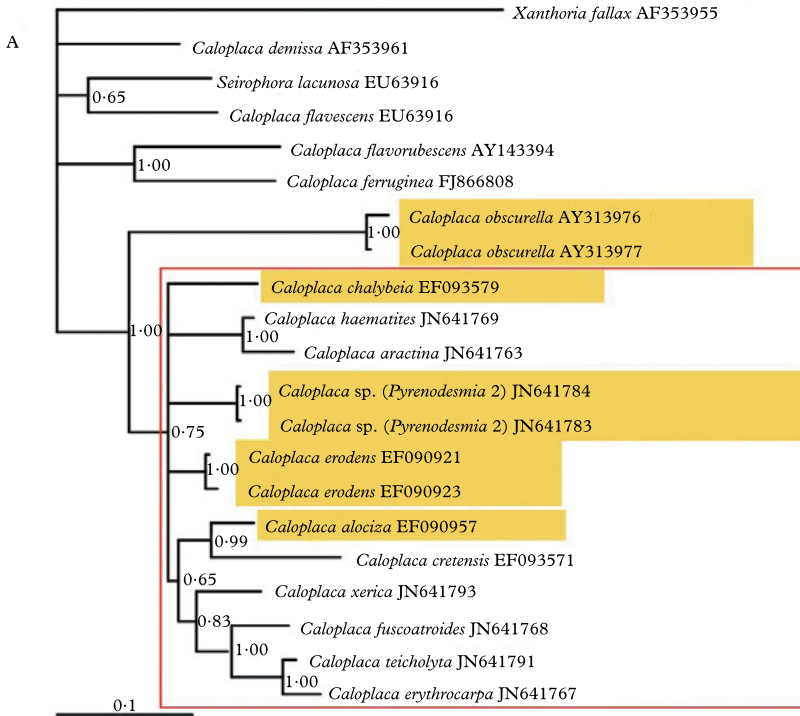 Xanthoria fallax AF353955
A
Caloplaca demissa AF353961
Seirophora lacunosa EU63916
0·65
Caloplaca flavescens EU63916
Caloplaca flavorubescens AY143394
1·00
Caloplaca ferruginea FJ866808
Caloplaca obscurella AY313976
1·00
Caloplaca obscurella AY313977
Caloplaca chalybeia EF093579
Caloplaca haematites JN641769
1·00
1·00
Caloplaca aractina JN641763
Caloplaca sp. (Pyrenodesmia 2) JN641784
1·00
Caloplaca sp. (Pyrenodesmia 2) JN641783
0·75
Caloplaca erodens EF090921
1·00
Caloplaca erodens EF090923
Caloplaca alociza EF090957
0·99
Caloplaca cretensis EF093571
0·65
Caloplaca xerica JN641793
0·83
Caloplaca fuscoatroides JN641768
1·00
Caloplaca teicholyta JN641791
1·00
Caloplaca erythrocarpa JN641767
0·1